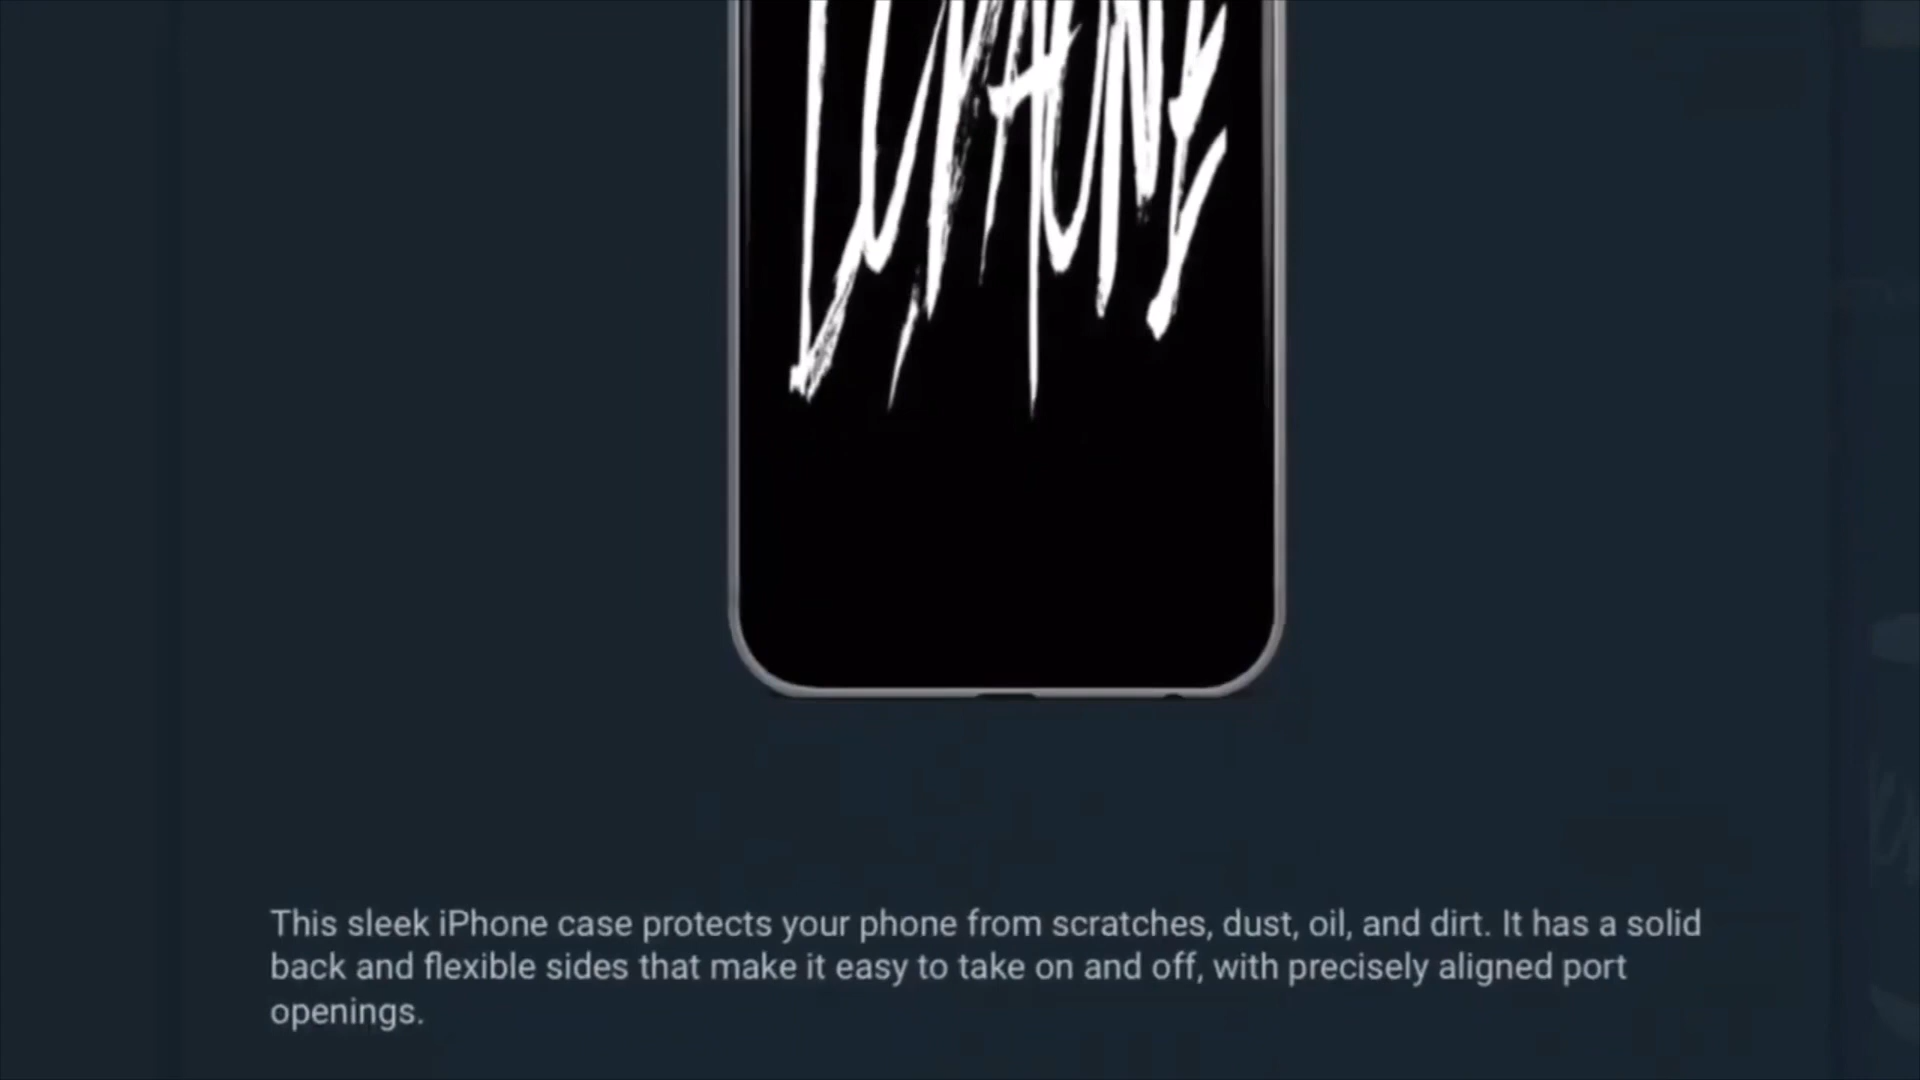 This sleek iPhone case protects your phone from scratches, dust, oil, and dirt. It has a solid
back and flexible sides that make it easy to take on and off, with precisely aligned port
openings.